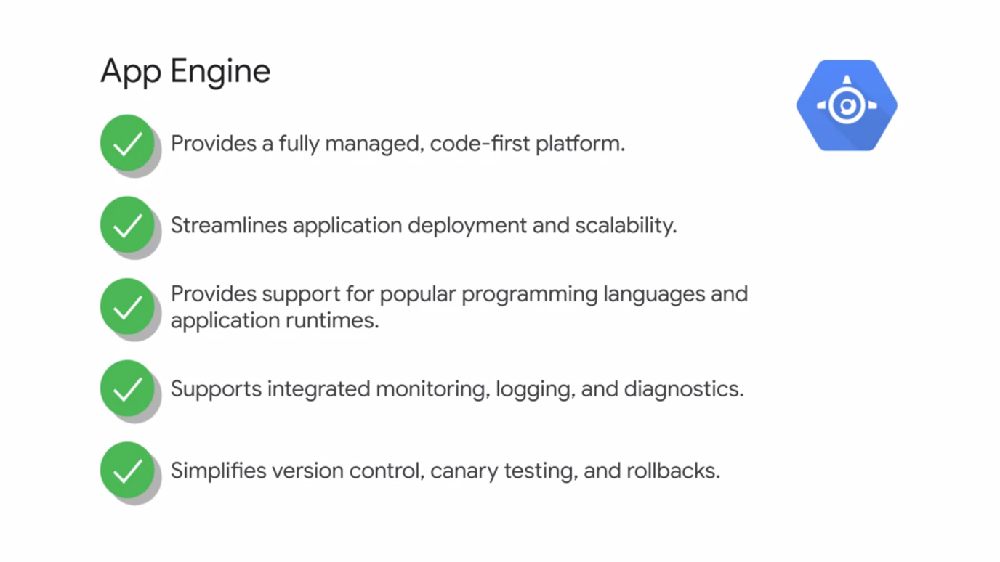 App Engine
Provides a fully managed, code-first platform.
Streamlines application deployment and scalability.
Provides support for popular programming languages and
application runtimes.
Supports integrated monitoring, logging, and diagnostics.
Simplifies version control, canary testing, and rollbacks.